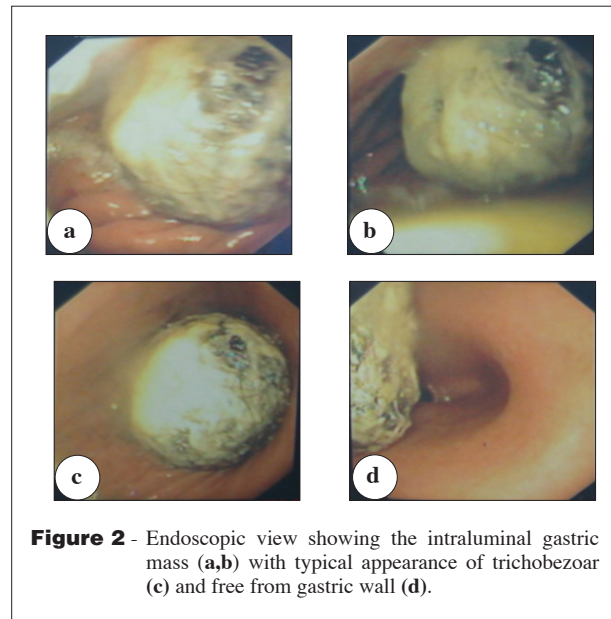 a
b
c
d
Figure 2 - Endoscopic view showing the intraluminal gastric
mass (a,b) with typical appearance of trichobezoar
(c) and free from gastric wall (d).